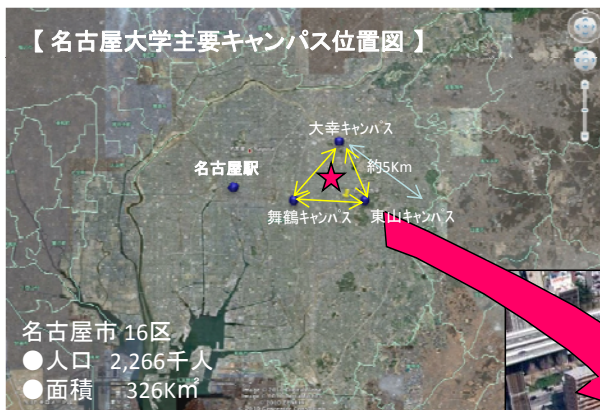 【 名古屋大学主要キャンパス位置図 】
大幸キャンパス
約5Km
名古屋駅
舞鶴キャンパス
東山キャンパス
名古屋市 16区
●人口 2,266千人
●面積 326Km²